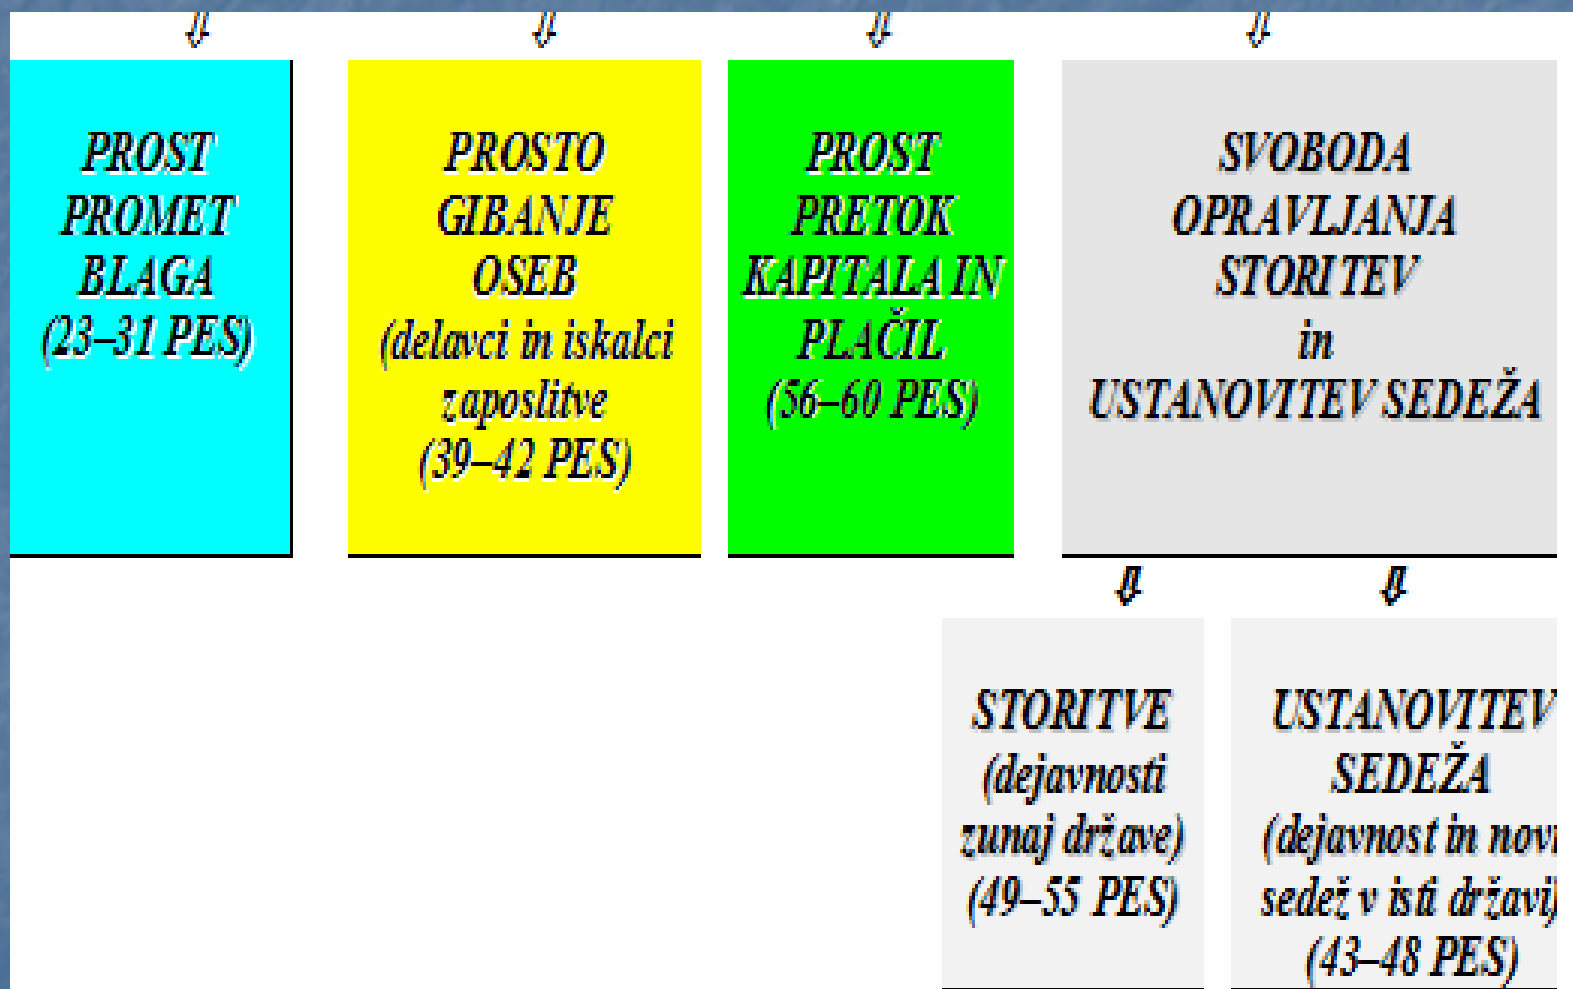 PROST
PROMET
BLAGA
(23–31 PES)
PROSTO
GIBANJE
OSEB
(delavci in iskalci
zaposlitve
(39–42 PES)
PROST
PRETOK
KAPITALA IN
PLAČIL
(56–60 PES)
SVOBODA
OPRAVLJANJA
STORITEV
in
USTANOVITEV SEDEŽA
STORITVE
(dejavnosti
zunaj države)
(49–55 PES)
USTANOVITEV
SEDEŽA
(dejavnost in novi
sedež v isti državi)
(43–48 PES)